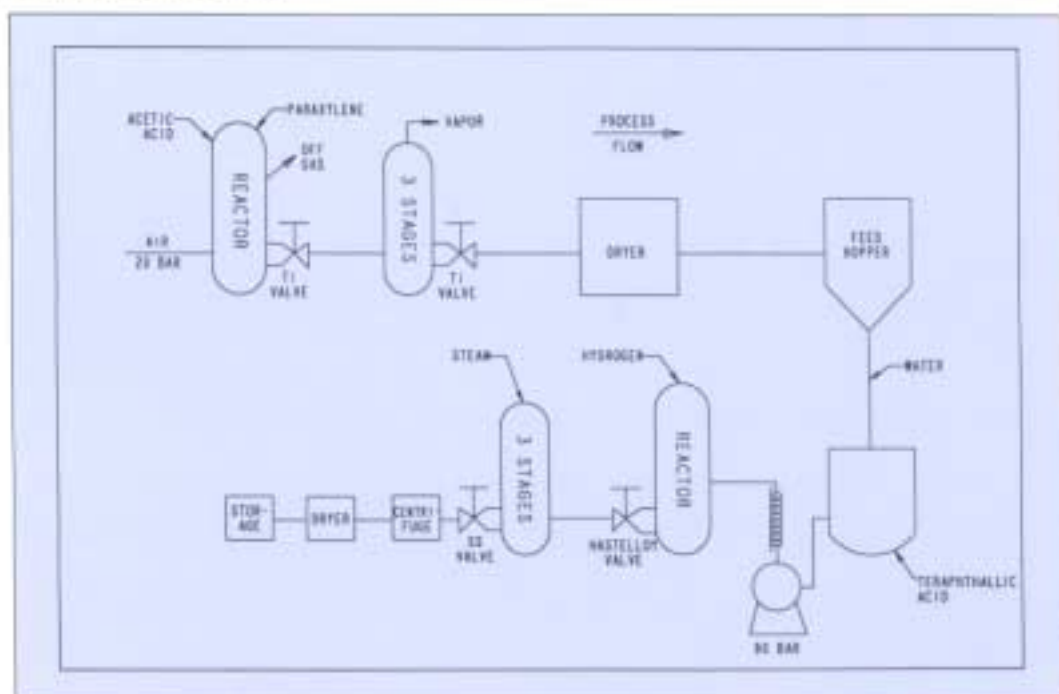 ACETIC
ACID
PARAXYLENE
OFF
GAS
VAPOR
PROCESS
FLOW
REACTOR
3 STAGES
AIR
20 BAR
TI
VALVE
TI
VALVE
DRYER
FEED
HOPPER
STEAM
HYDROGEN
WATER
3 STAGES
REACTOR
STOR-
AGE
DRYER
CENTRI-
FUGE
SS
VALVE
HASTELLOY
VALVE
TERAPHTHALLIC
ACID
BAR